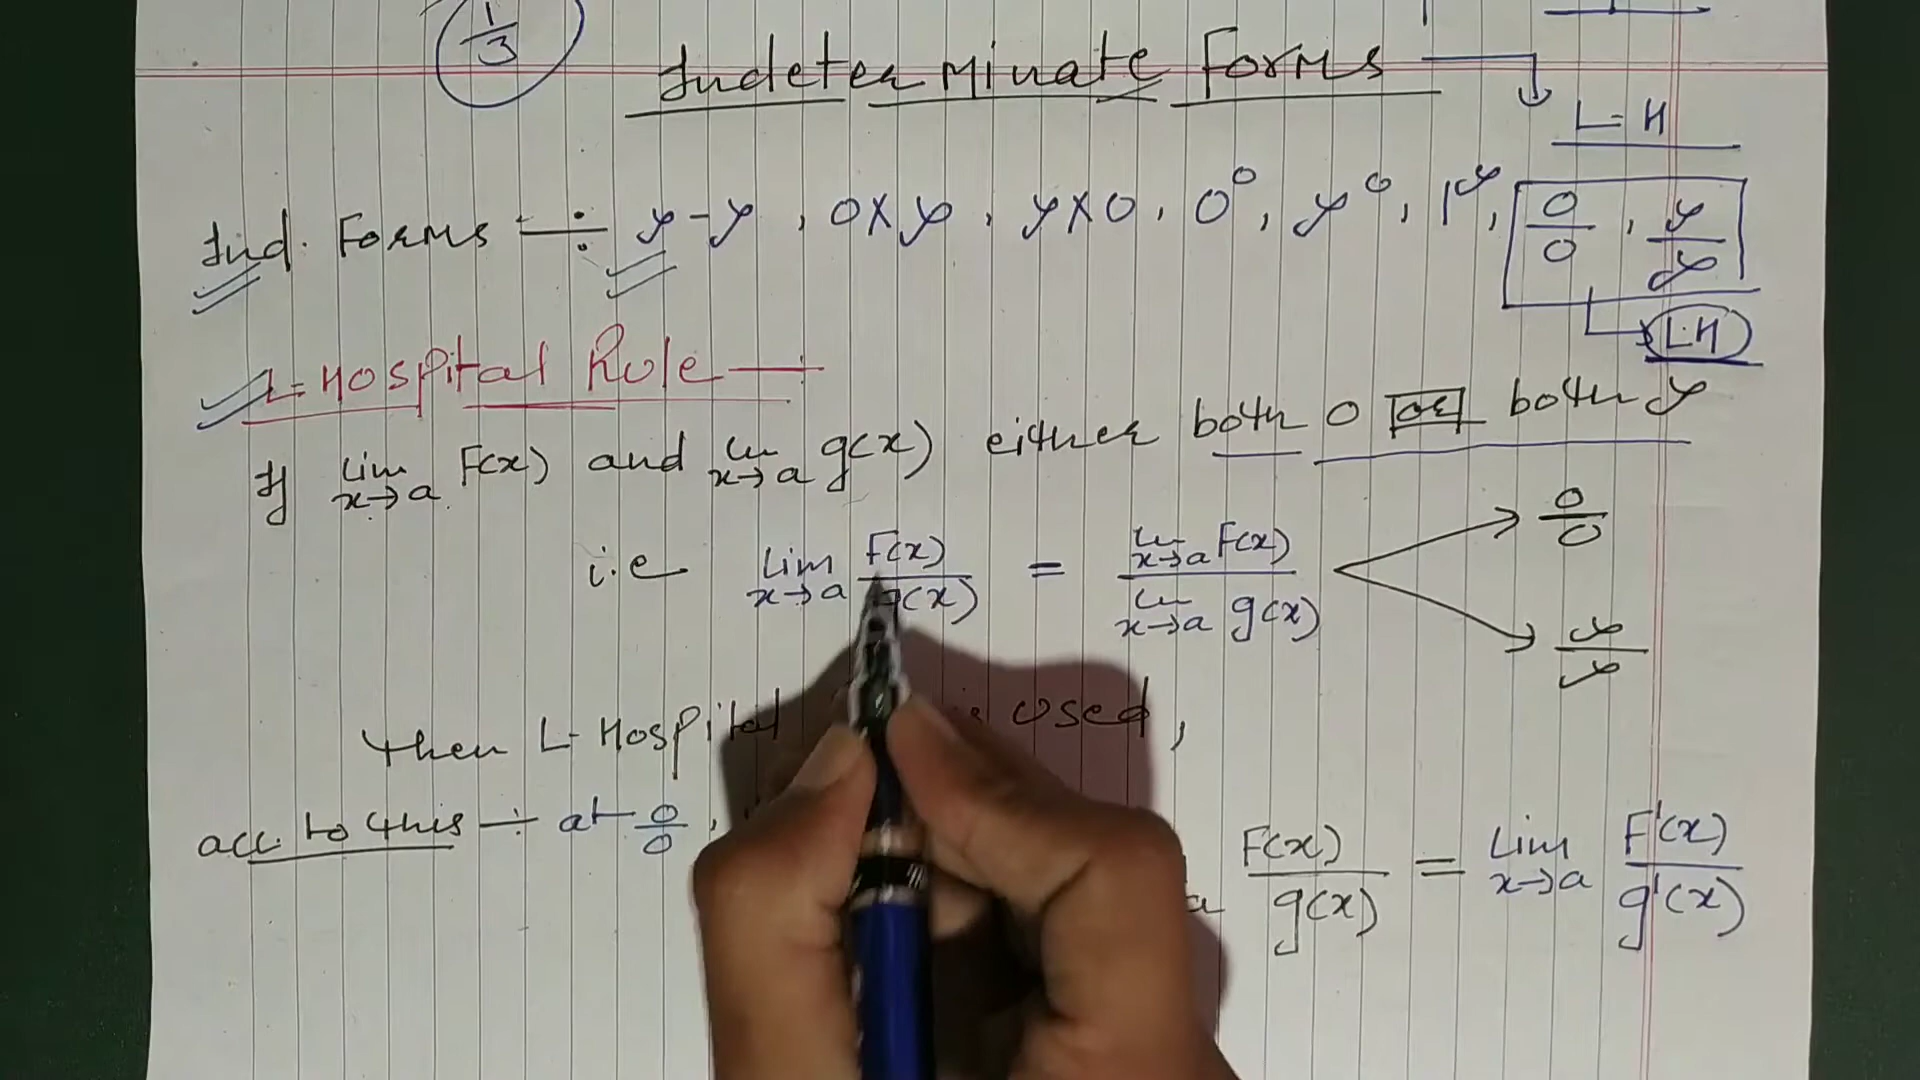 1/3
Indeterminate Forms
L-H
Ind. Forms ÷ ∞-∞, 0×∞, ∞×0, 0⁰, ∞⁰, 1^∞, 0/0, ∞/∞
L-H
L-Hospital Rule
If lim x→a F(x) and lim x→a g(x) either both 0 or both ∞
i.e lim x→a F(x)/g(x) = lim x→a F(x) / lim x→a g(x) 0/0
∞/∞
then L-Hospital is used,
acc. to this ÷ at 0/0, a F(x)/g(x) = lim x→a F'(x)/g'(x)